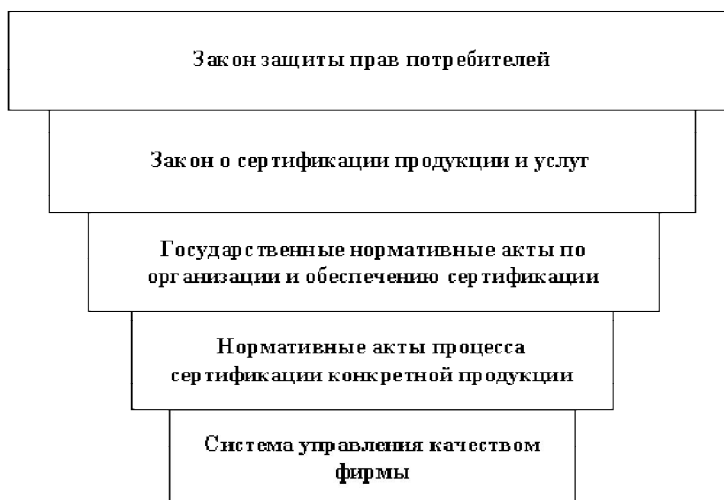 Закон защиты прав потребителей
Закон о сертификации продукции и услуг
Государственные нормативные акты по
организации и обеспечению сертификации
Нормативные акты процесса
сертификации конкретной продукции
Система управления качеством
фирмы